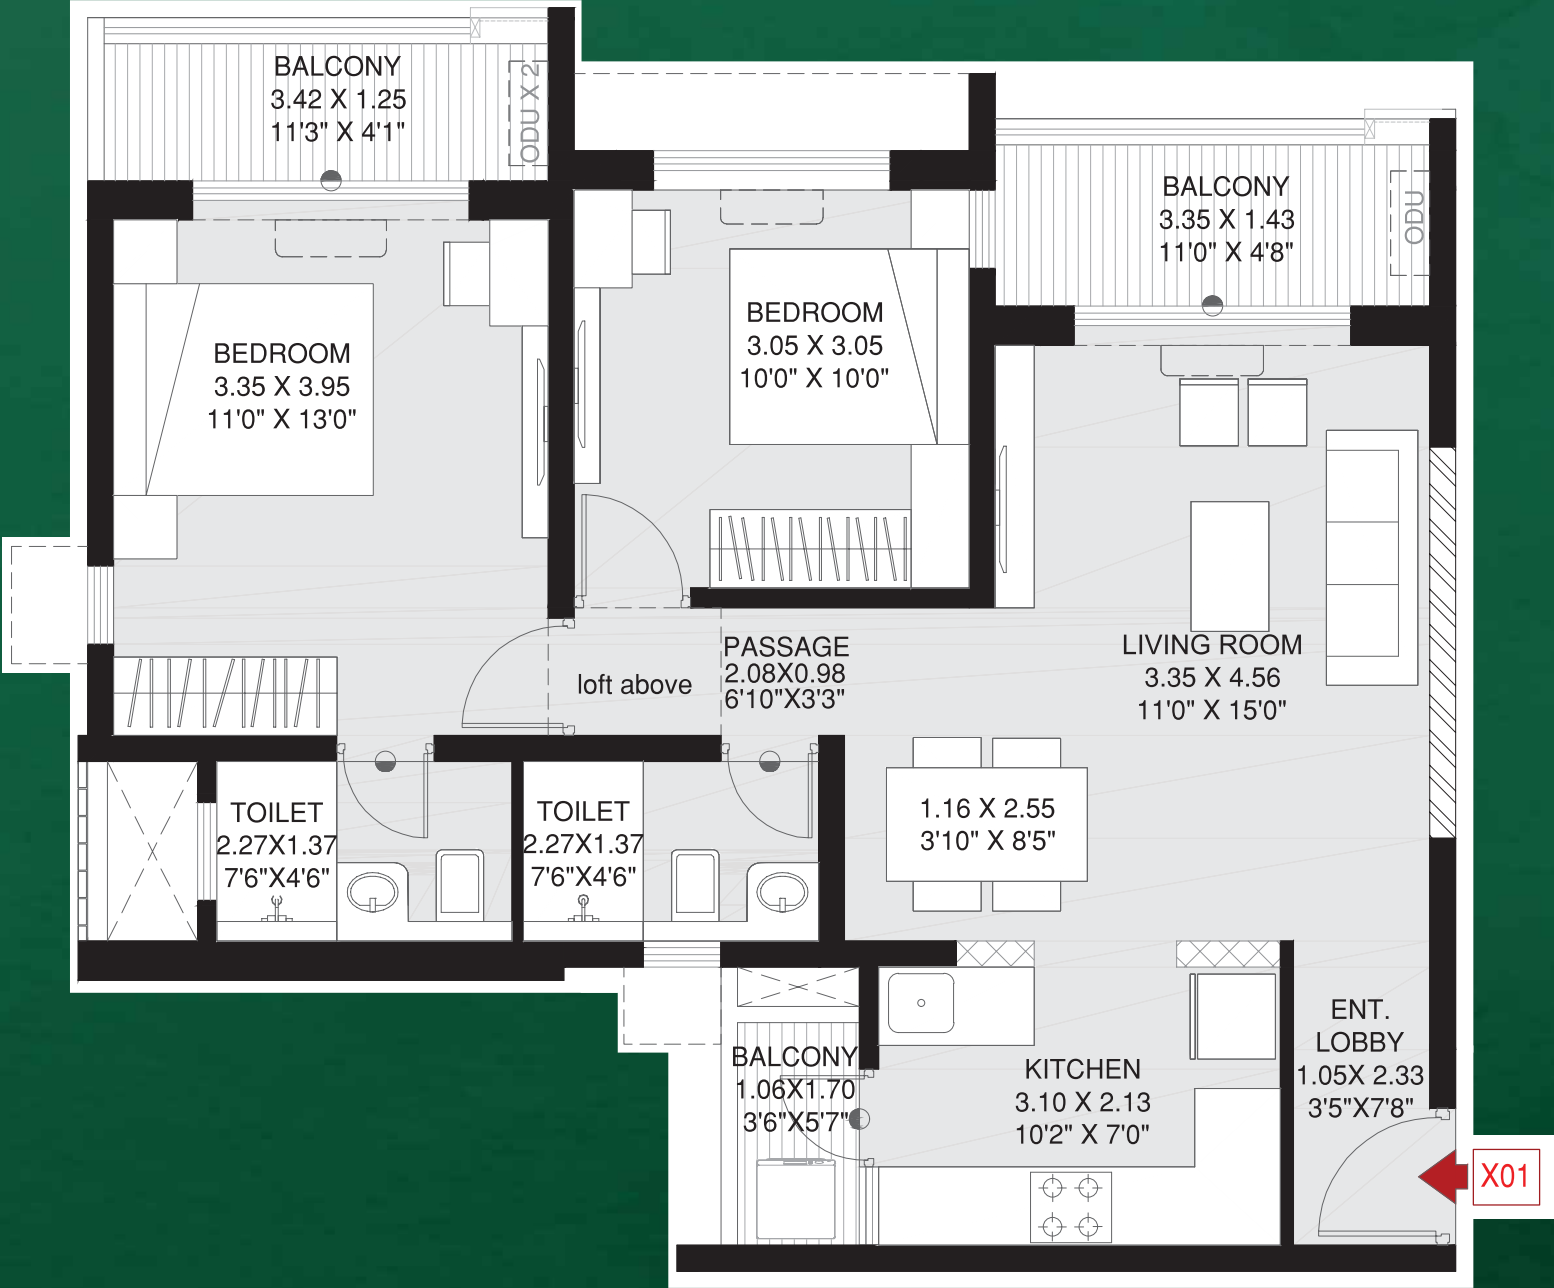 BALCONY
3.42 X 1.25
11'3" X 4'1"
ODU X 2
BALCONY
3.35 X 1.43
11'0" X 4'8"
ODU
BEDROOM
3.35 X 3.95
11'0" X 13'0"
BEDROOM
3.05 X 3.05
10'0" X 10'0"
PASSAGE
2.08X0.98
6'10"X3'3"
loft above
LIVING ROOM
3.35 X 4.56
11'0" X 15'0"
TOILET
2.27X1.37
7'6"X4'6"
TOILET
2.27X1.37
7'6"X4'6"
1.16 X 2.55
3'10" X 8'5"
BALCONY
1.06X1.70
3'6"X5'7"
KITCHEN
3.10 X 2.13
10'2" X 7'0"
ENT.
LOBBY
1.05X 2.33
3'5"X7'8"
X01